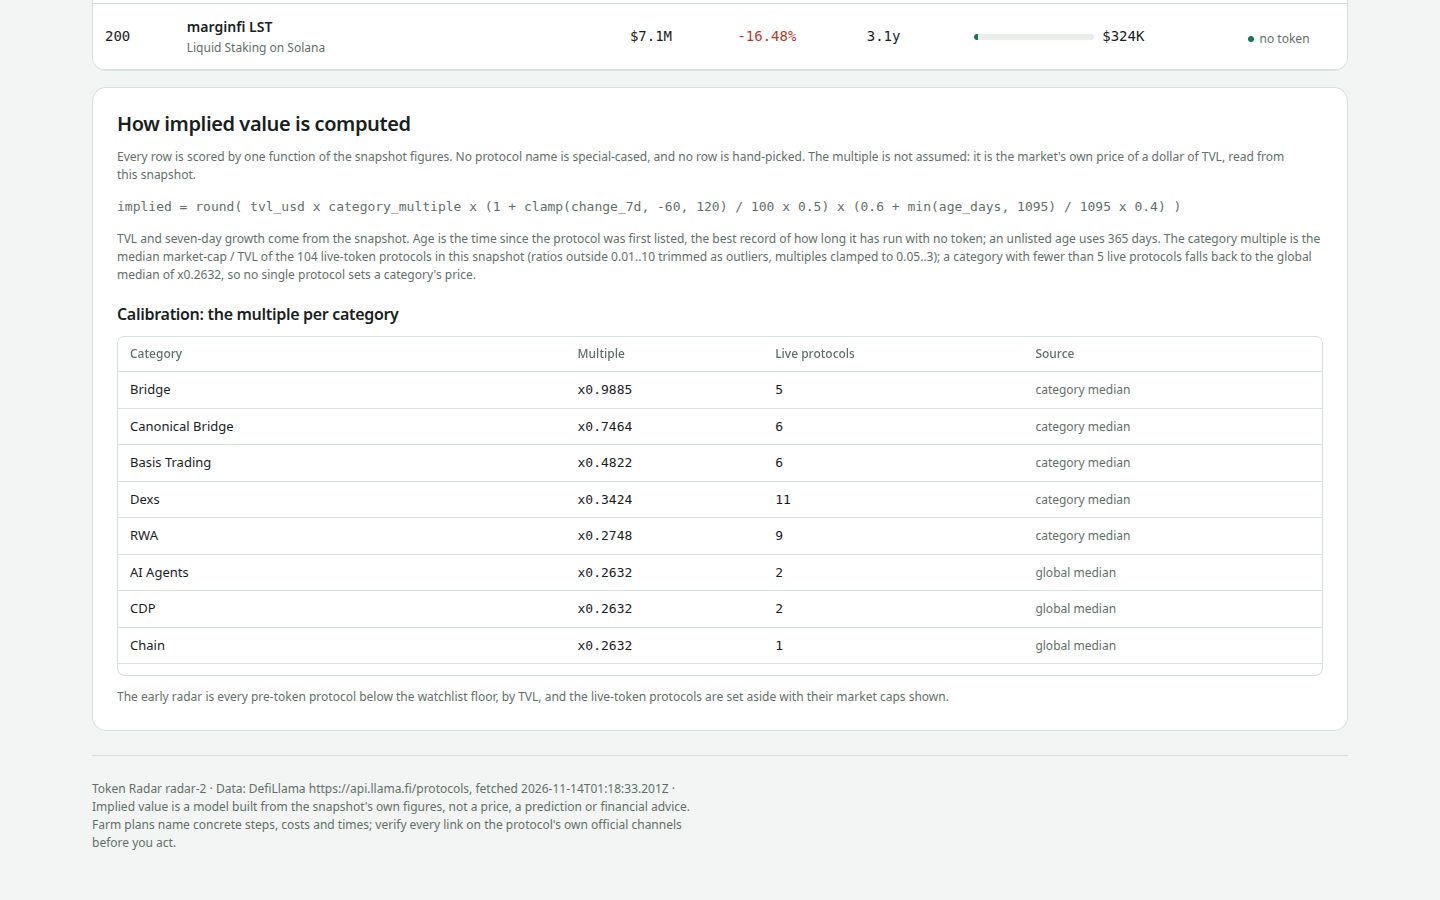 200 marginfi LST $7.1M -16.48% 3.1y $324K no token
Liquid Staking on Solana
How implied value is computed
Every row is scored by one function of the snapshot figures. No protocol name is special-cased, and no row is hand-picked. The multiple is not assumed: it is the market's own price of a dollar of TVL, read from
this snapshot.
implied = round( tvl_usd x category_multiple x (1 + clamp(change_7d, -60, 120) / 100 x 0.5) x (0.6 + min(age_days, 1095) / 1095 x 0.4) )
TVL and seven-day growth come from the snapshot. Age is the time since the protocol was first listed, the best record of how long it has run with no token; an unlisted age uses 365 days. The category multiple is the
median market-cap / TVL of the 104 live-token protocols in this snapshot (ratios outside 0.01..10 trimmed as outliers, multiples clamped to 0.05..3); a category with fewer than 5 live protocols falls back to the global
median of x0.2632, so no single protocol sets a category's price.
Calibration: the multiple per category
Category Multiple Live protocols Source
Bridge x0.9885 5 category median
Canonical Bridge x0.7464 6 category median
Basis Trading x0.4822 6 category median
Dexs x0.3424 11 category median
RWA x0.2748 9 category median
AI Agents x0.2632 2 global median
CDP x0.2632 2 global median
Chain x0.2632 1 global median
The early radar is every pre-token protocol below the watchlist floor, by TVL, and the live-token protocols are set aside with their market caps shown.
Token Radar radar-2 · Data: DefiLlama https://api.llama.fi/protocols, fetched 2026-11-14T01:18:33.201Z ·
Implied value is a model built from the snapshot's own figures, not a price, a prediction or financial advice.
Farm plans name concrete steps, costs and times; verify every link on the protocol's own official channels
before you act.